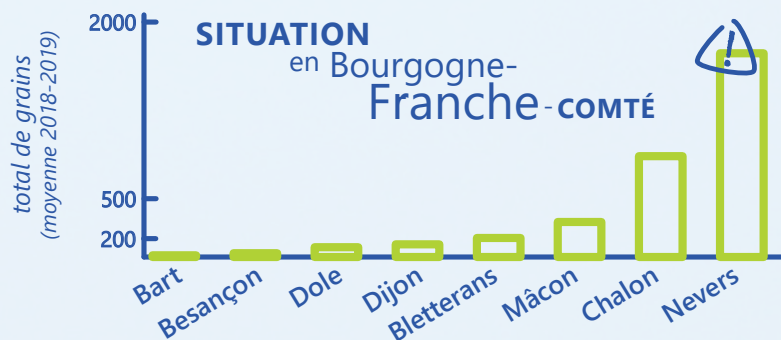 SITUATION
en Bourgogne-
Franche-COMTÉ
total de grains
(moyenne 2018-2019)
2000
500
200
!
Bart
Besançon
Dole
Dijon
Bletterans
Mâcon
Chalon
Nevers